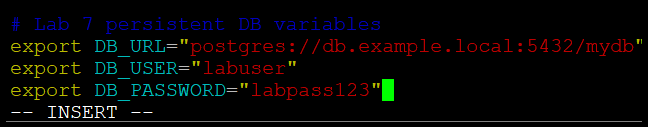 # Lab 7 persistent DB variables
export DB_URL="postgres://db.example.local:5432/mydb"
export DB_USER="labuser"
export DB_PASSWORD="labpass123"
-- INSERT --